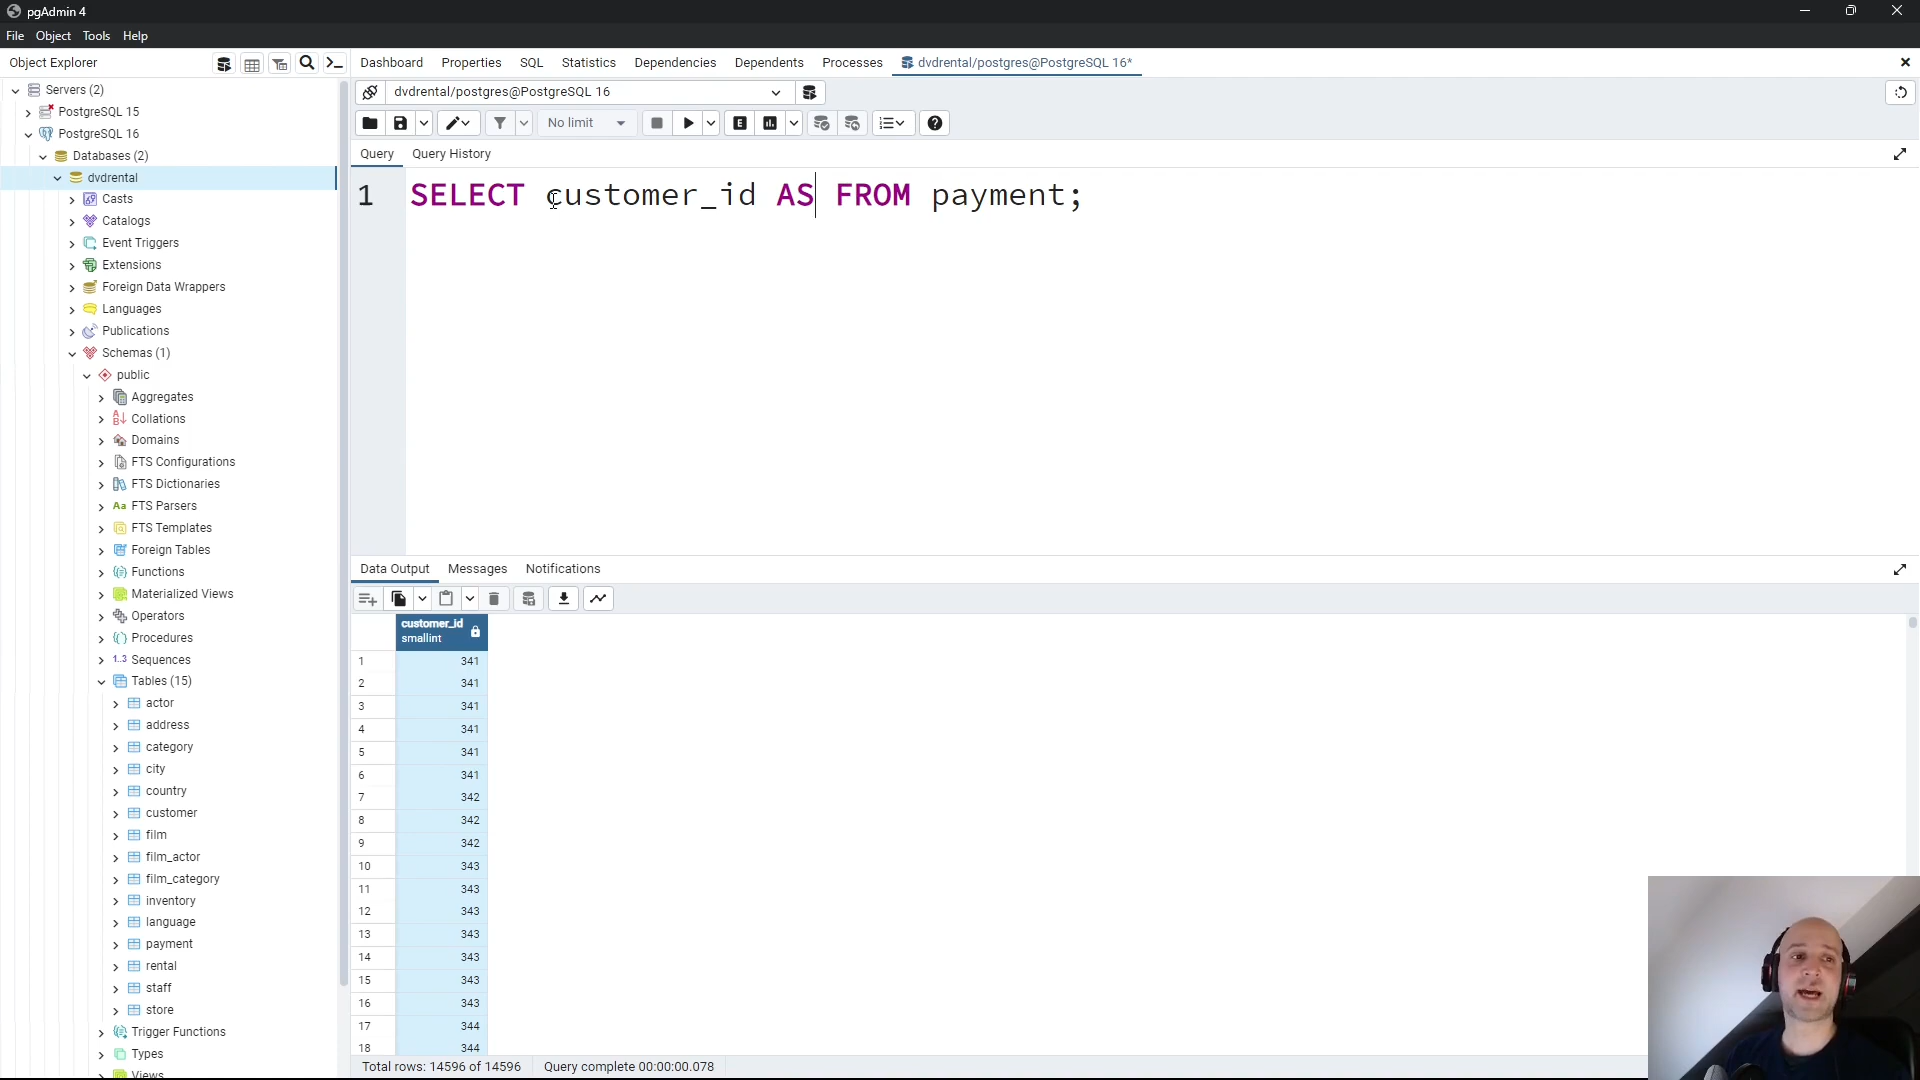 pgAdmin 4
File Object Tools Help
Object Explorer
Dashboard Properties SQL Statistics Dependencies Dependents Processes dvdrental/postgres@PostgreSQL 16*
Servers (2)
PostgreSQL 15
PostgreSQL 16
Databases (2)
dvdrental
Casts
Catalogs
Event Triggers
Extensions
Foreign Data Wrappers
Languages
Publications
Schemas (1)
public
Aggregates
Collations
Domains
FTS Configurations
FTS Dictionaries
Aa FTS Parsers
FTS Templates
Foreign Tables
Functions
Materialized Views
Operators
Procedures
1..3 Sequences
Tables (15)
actor
address
category
city
country
customer
film
film_actor
film_category
inventory
language
payment
rental
staff
store
Trigger Functions
Types
Views
dvdrental/postgres@PostgreSQL 16
No limit
E
Query Query History
1 SELECT customer_id AS FROM payment;
Data Output Messages Notifications
customer_id
smallint
1 341
2 341
3 341
4 341
5 341
6 341
7 342
8 342
9 342
10 343
11 343
12 343
13 343
14 343
15 343
16 343
17 344
18 344
Total rows: 14596 of 14596 Query complete 00:00:00.078